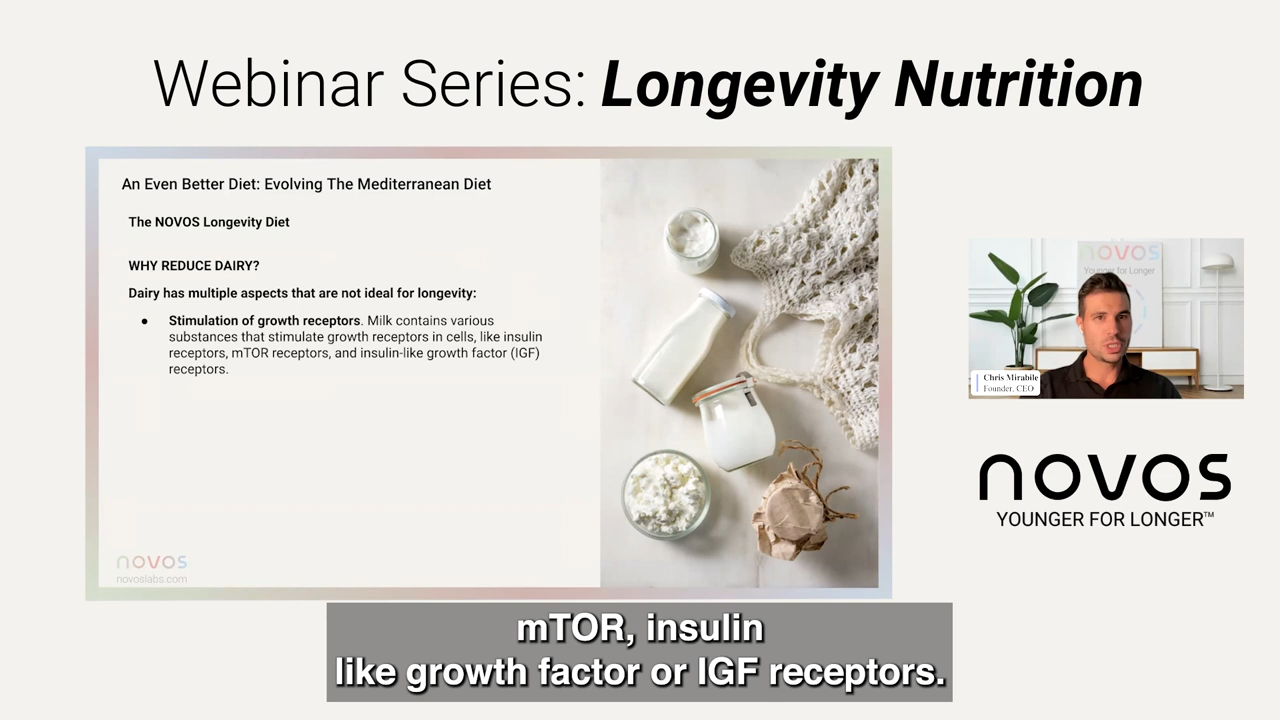 Webinar Series: Longevity Nutrition
An Even Better Diet: Evolving The Mediterranean Diet
The NOVOS Longevity Diet
WHY REDUCE DAIRY?
Dairy has multiple aspects that are not ideal for longevity:
● Stimulation of growth receptors. Milk contains various
substances that stimulate growth receptors in cells, like insulin
receptors, mTOR receptors, and insulin-like growth factor (IGF)
receptors.
novos
novoslabs.com
novos
Younger for Longer
Chris Mirabile
Founder, CEO
novos
YOUNGER FOR LONGER™
mTOR, insulin
like growth factor or IGF receptors.